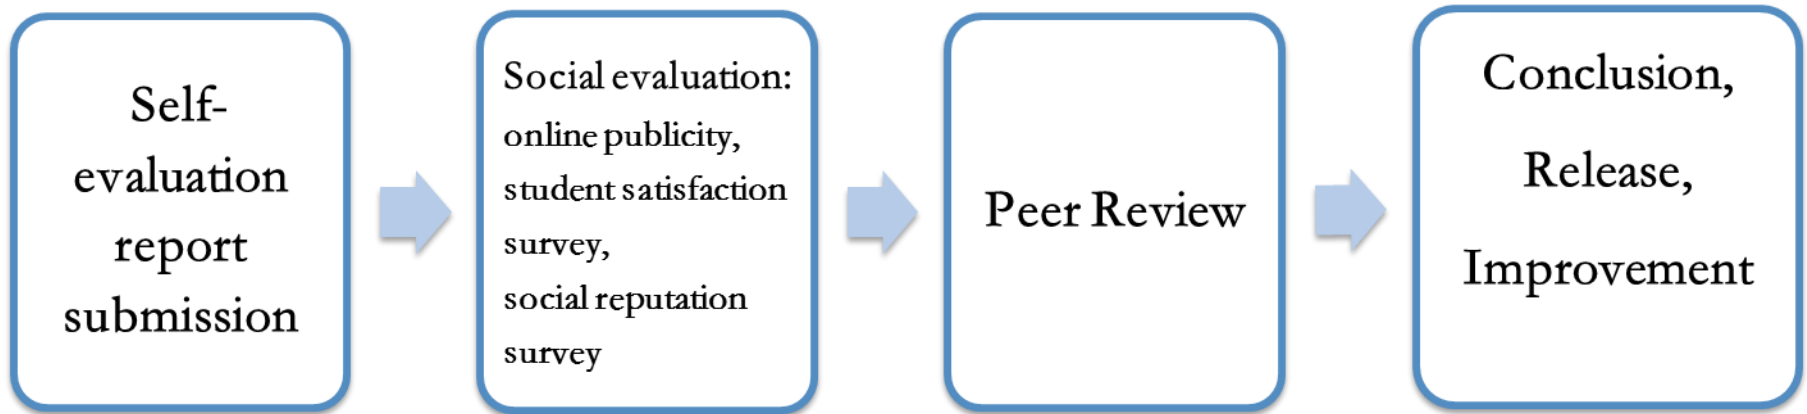 Self-
evaluation
report
submission
Social evaluation:
online publicity,
student satisfaction
survey,
social reputation
survey
Peer Review
Conclusion,
Release,
Improvement